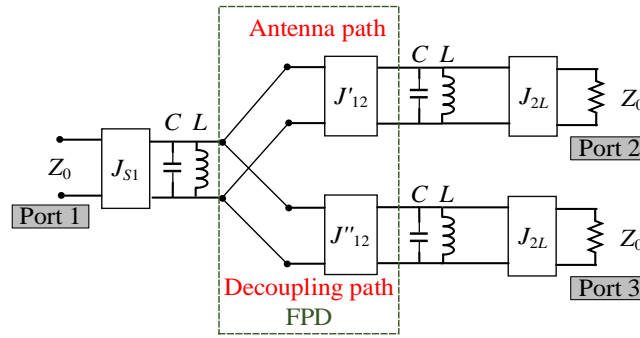 Antenna path
C L
J'12
J2L
Z0
Port 2
C L
JS1
Z0
Port 1
C L
J"12
J2L
Z0
Port 3
Decoupling path
FPD